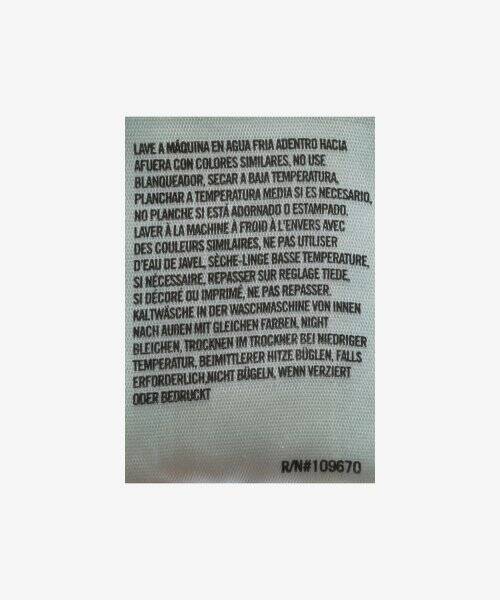 LAVE A MÁQUINA EN AGUA FRIA ADENTRO HACIA
AFUERA CON COLORES SIMILARES, NO USE
BLANQUEADOR, SECAR A BAJA TEMPERATURA,
PLANCHAR A TEMPERATURA MEDIA SI ES NECESARIO,
NO PLANCHE SI ESTÁ ADORNADO O ESTAMPADO.
LAVER À LA MACHINE À FROID À L'ENVERS AVEC
DES COULEURS SIMILAIRES, NE PAS UTILISER
D'EAU DE JAVEL, SÈCHE-LINGE BASSE TEMPERATURE,
SI NÉCESSAIRE, REPASSER SUR REGLAGE TIEDE,
SI DÉCORÉ OU IMPRIMÉ, NE PAS REPASSER.
KALTWÄSCHE IN DER WASCHMASCHINE VON INNEN
NACH AUßEN MIT GLEICHEN FARBEN, NIGHT
BLEICHEN, TROCKNEN IM TROCKNER BEI NIEDRIGER
TEMPERATUR, BEIMITTLERER HITZE BÜGLEN, FALLS
ERFORDERLICH,NICHT BÜGELN, WENN VERZIERT
ODER BEDRUCKT
R/N#109670